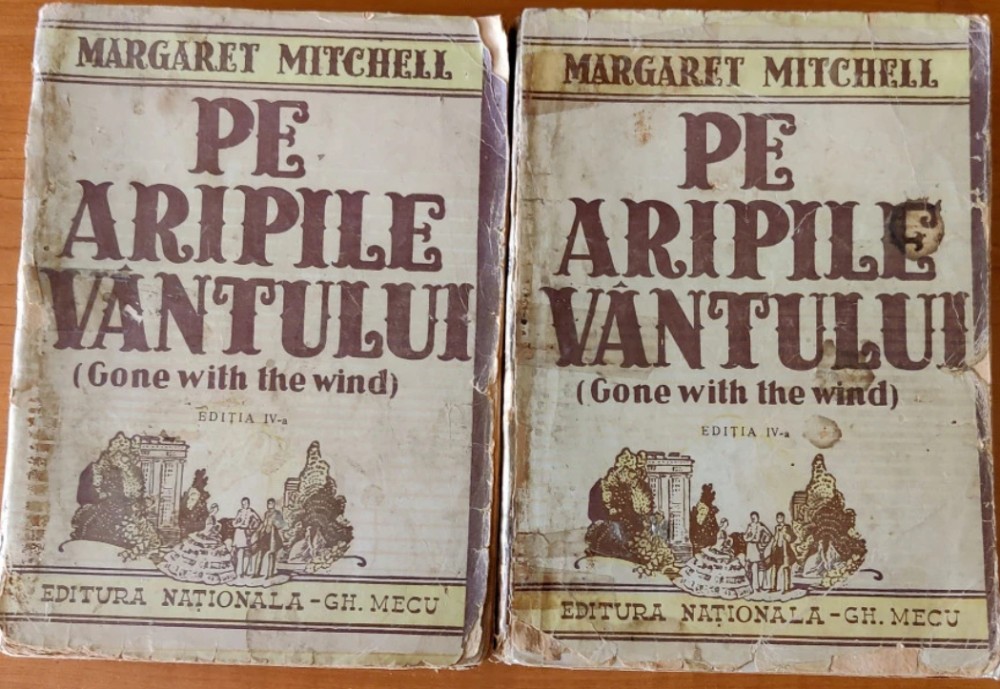 MARGARET MITCHELL
PE
ARIPILE
VÂNTULUI
(Gone with the wind)
EDIȚIA IV-a
EDITURA NAȚIONALA-GH. MECU
MARGARET MITCHELL
PE
ARIPILE
VÂNTULUI
(Gone with the wind)
EDIȚIA IV-a
EDITURA NAȚIONALA-GH. MECU